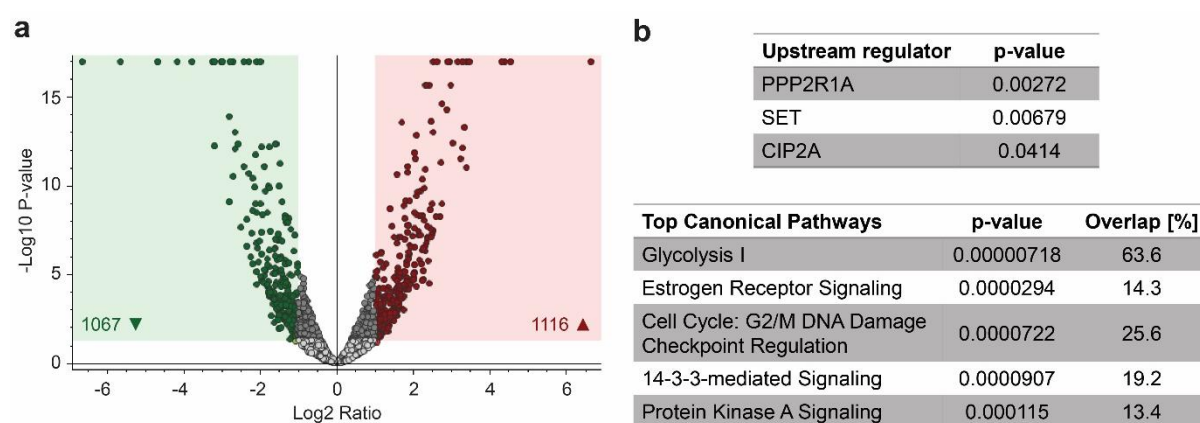 a
-Log10 P-value
15
10
5
0
1067 ▼
1116 ▲
-6 -4 -2 0 2 4 6
Log2 Ratio
b
Upstream regulator p-value
PPP2R1A 0.00272
SET 0.00679
CIP2A 0.0414
Top Canonical Pathways p-value Overlap [%]
Glycolysis I 0.00000718 63.6
Estrogen Receptor Signaling 0.0000294 14.3
Cell Cycle: G2/M DNA Damage
Checkpoint Regulation 0.0000722 25.6
14-3-3-mediated Signaling 0.0000907 19.2
Protein Kinase A Signaling 0.000115 13.4